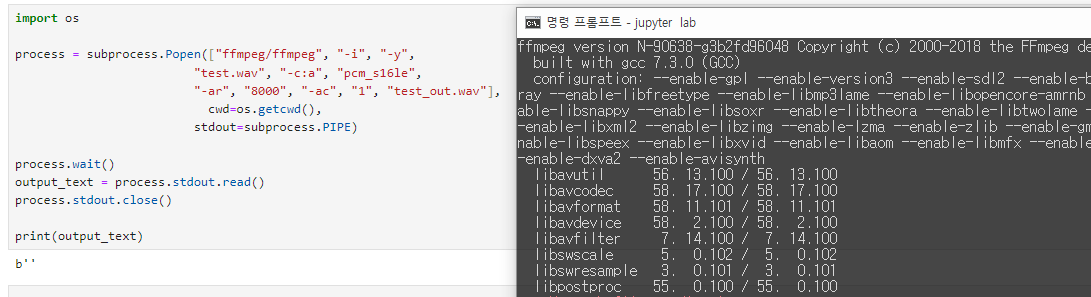 import os
process = subprocess.Popen(["ffmpeg/ffmpeg", "-i", "-y",
"test.wav", "-c:a", "pcm_s16le",
"-ar", "8000", "-ac", "1", "test_out.wav"],
cwd=os.getcwd(),
stdout=subprocess.PIPE)
process.wait()
output_text = process.stdout.read()
process.stdout.close()
print(output_text)
b''
명령 프롬프트 - jupyter lab
ffmpeg version N-90638-g3b2fd96048 Copyright (c) 2000-2018 the FFmpeg de
built with gcc 7.3.0 (GCC)
configuration: --enable-gpl --enable-version3 --enable-sdl2 --enable-b
ray --enable-libfreetype --enable-libmp3lame --enable-libopencore-amrnb
able-libsnappy --enable-libsoxr --enable-libtheora --enable-libtwolame -
-enable-libxml2 --enable-libzimg --enable-lzma --enable-zlib --enable-gm
nable-libspeex --enable-libxvid --enable-libaom --enable-libmfx --enable
-enable-dxva2 --enable-avisynth
libavutil 56. 13.100 / 56. 13.100
libavcodec 58. 17.100 / 58. 17.100
libavformat 58. 11.101 / 58. 11.101
libavdevice 58. 2.100 / 58. 2.100
libavfilter 7. 14.100 / 7. 14.100
libswscale 5. 0.102 / 5. 0.102
libswresample 3. 0.101 / 3. 0.101
libpostproc 55. 0.100 / 55. 0.100